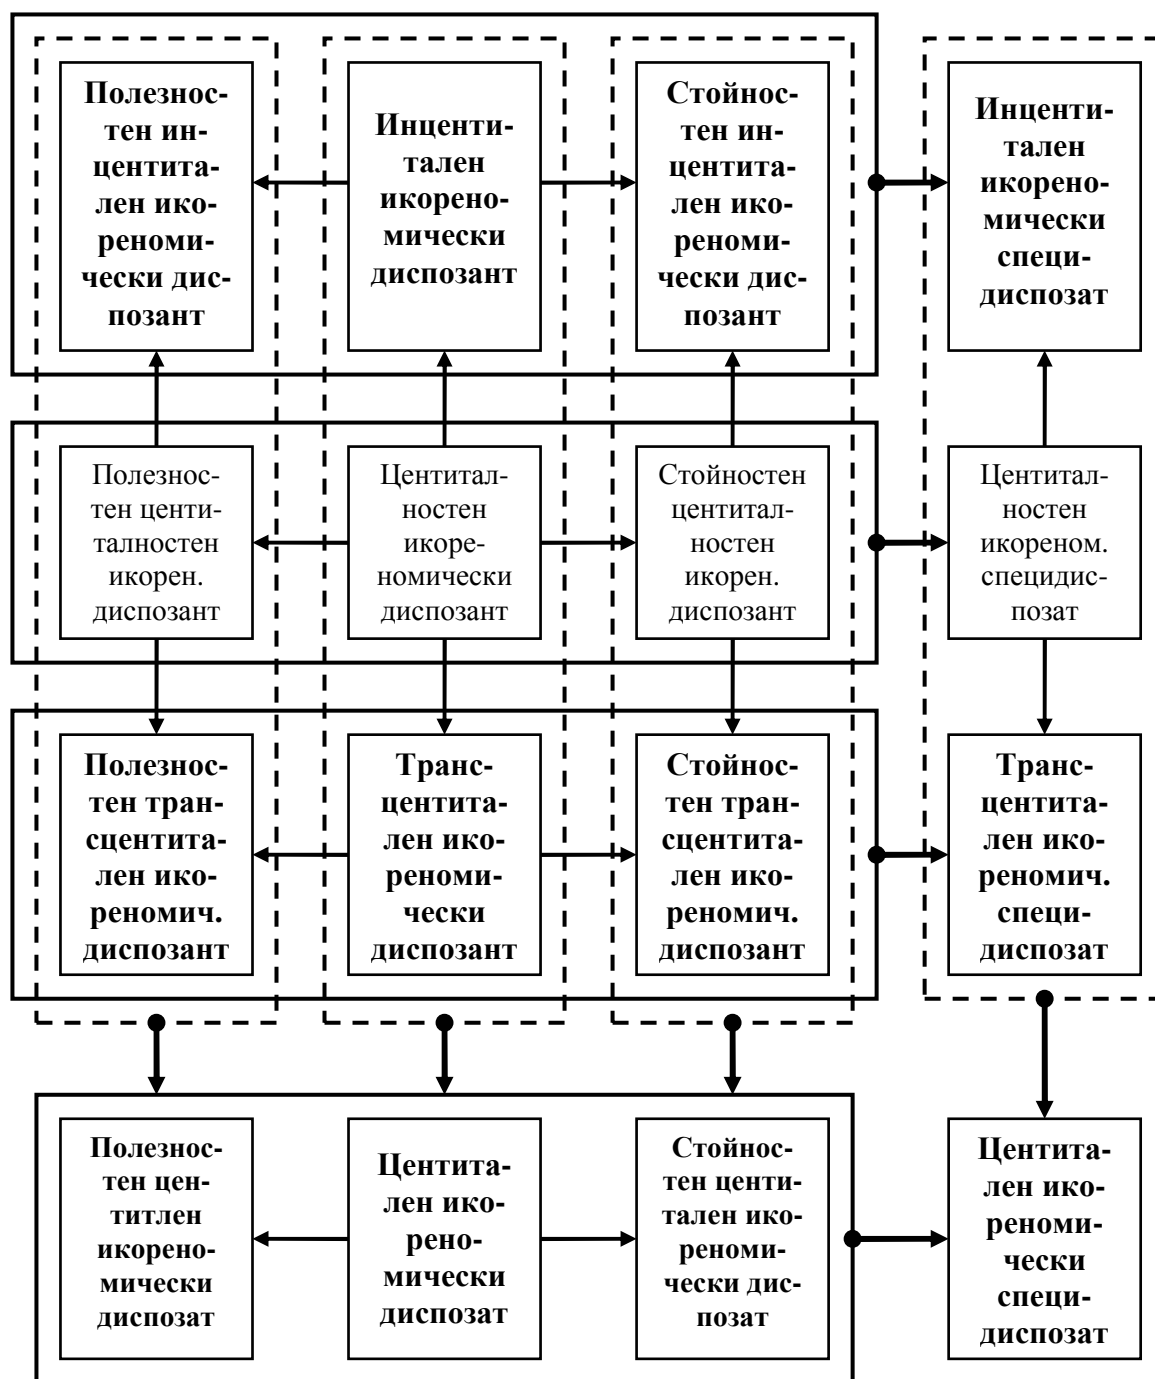 Полезнос-
тен ин-
центита-
лен ико-
реноми-
чески дис-
позант
Инценти-
тален
икорено-
мически
диспозант
Стойнос-
тен ин-
центита-
лен ико-
реноми-
чески дис-
позант
Инценти-
тален
икорено-
мически
специ-
диспозат
Полезнос-
тен центи-
талностен
икорен.
диспозант
Центитал-
ностен
икоре-
номически
диспозант
Стойностен
центитал-
ностен
икорен.
диспозант
Центитал-
ностен
икореном.
специдис-
позат
Полезнос-
тен тран-
сцентита-
лен ико-
реномич.
диспозант
Транс-
центита-
лен ико-
реноми-
чески
диспозант
Стойнос-
тен тран-
сцентита-
лен ико-
реномич.
диспозант
Транс-
центита-
лен ико-
реномич.
специ-
диспозат
Полезнос-
тен цен-
титлен
икорено-
мически
диспозат
Центита-
лен ико-
рено-
мически
диспозат
Стойнос-
тен центи-
тален ико-
реноми-
чески дис-
позат
Центита-
лен ико-
реноми-
чески
специ-
диспозат